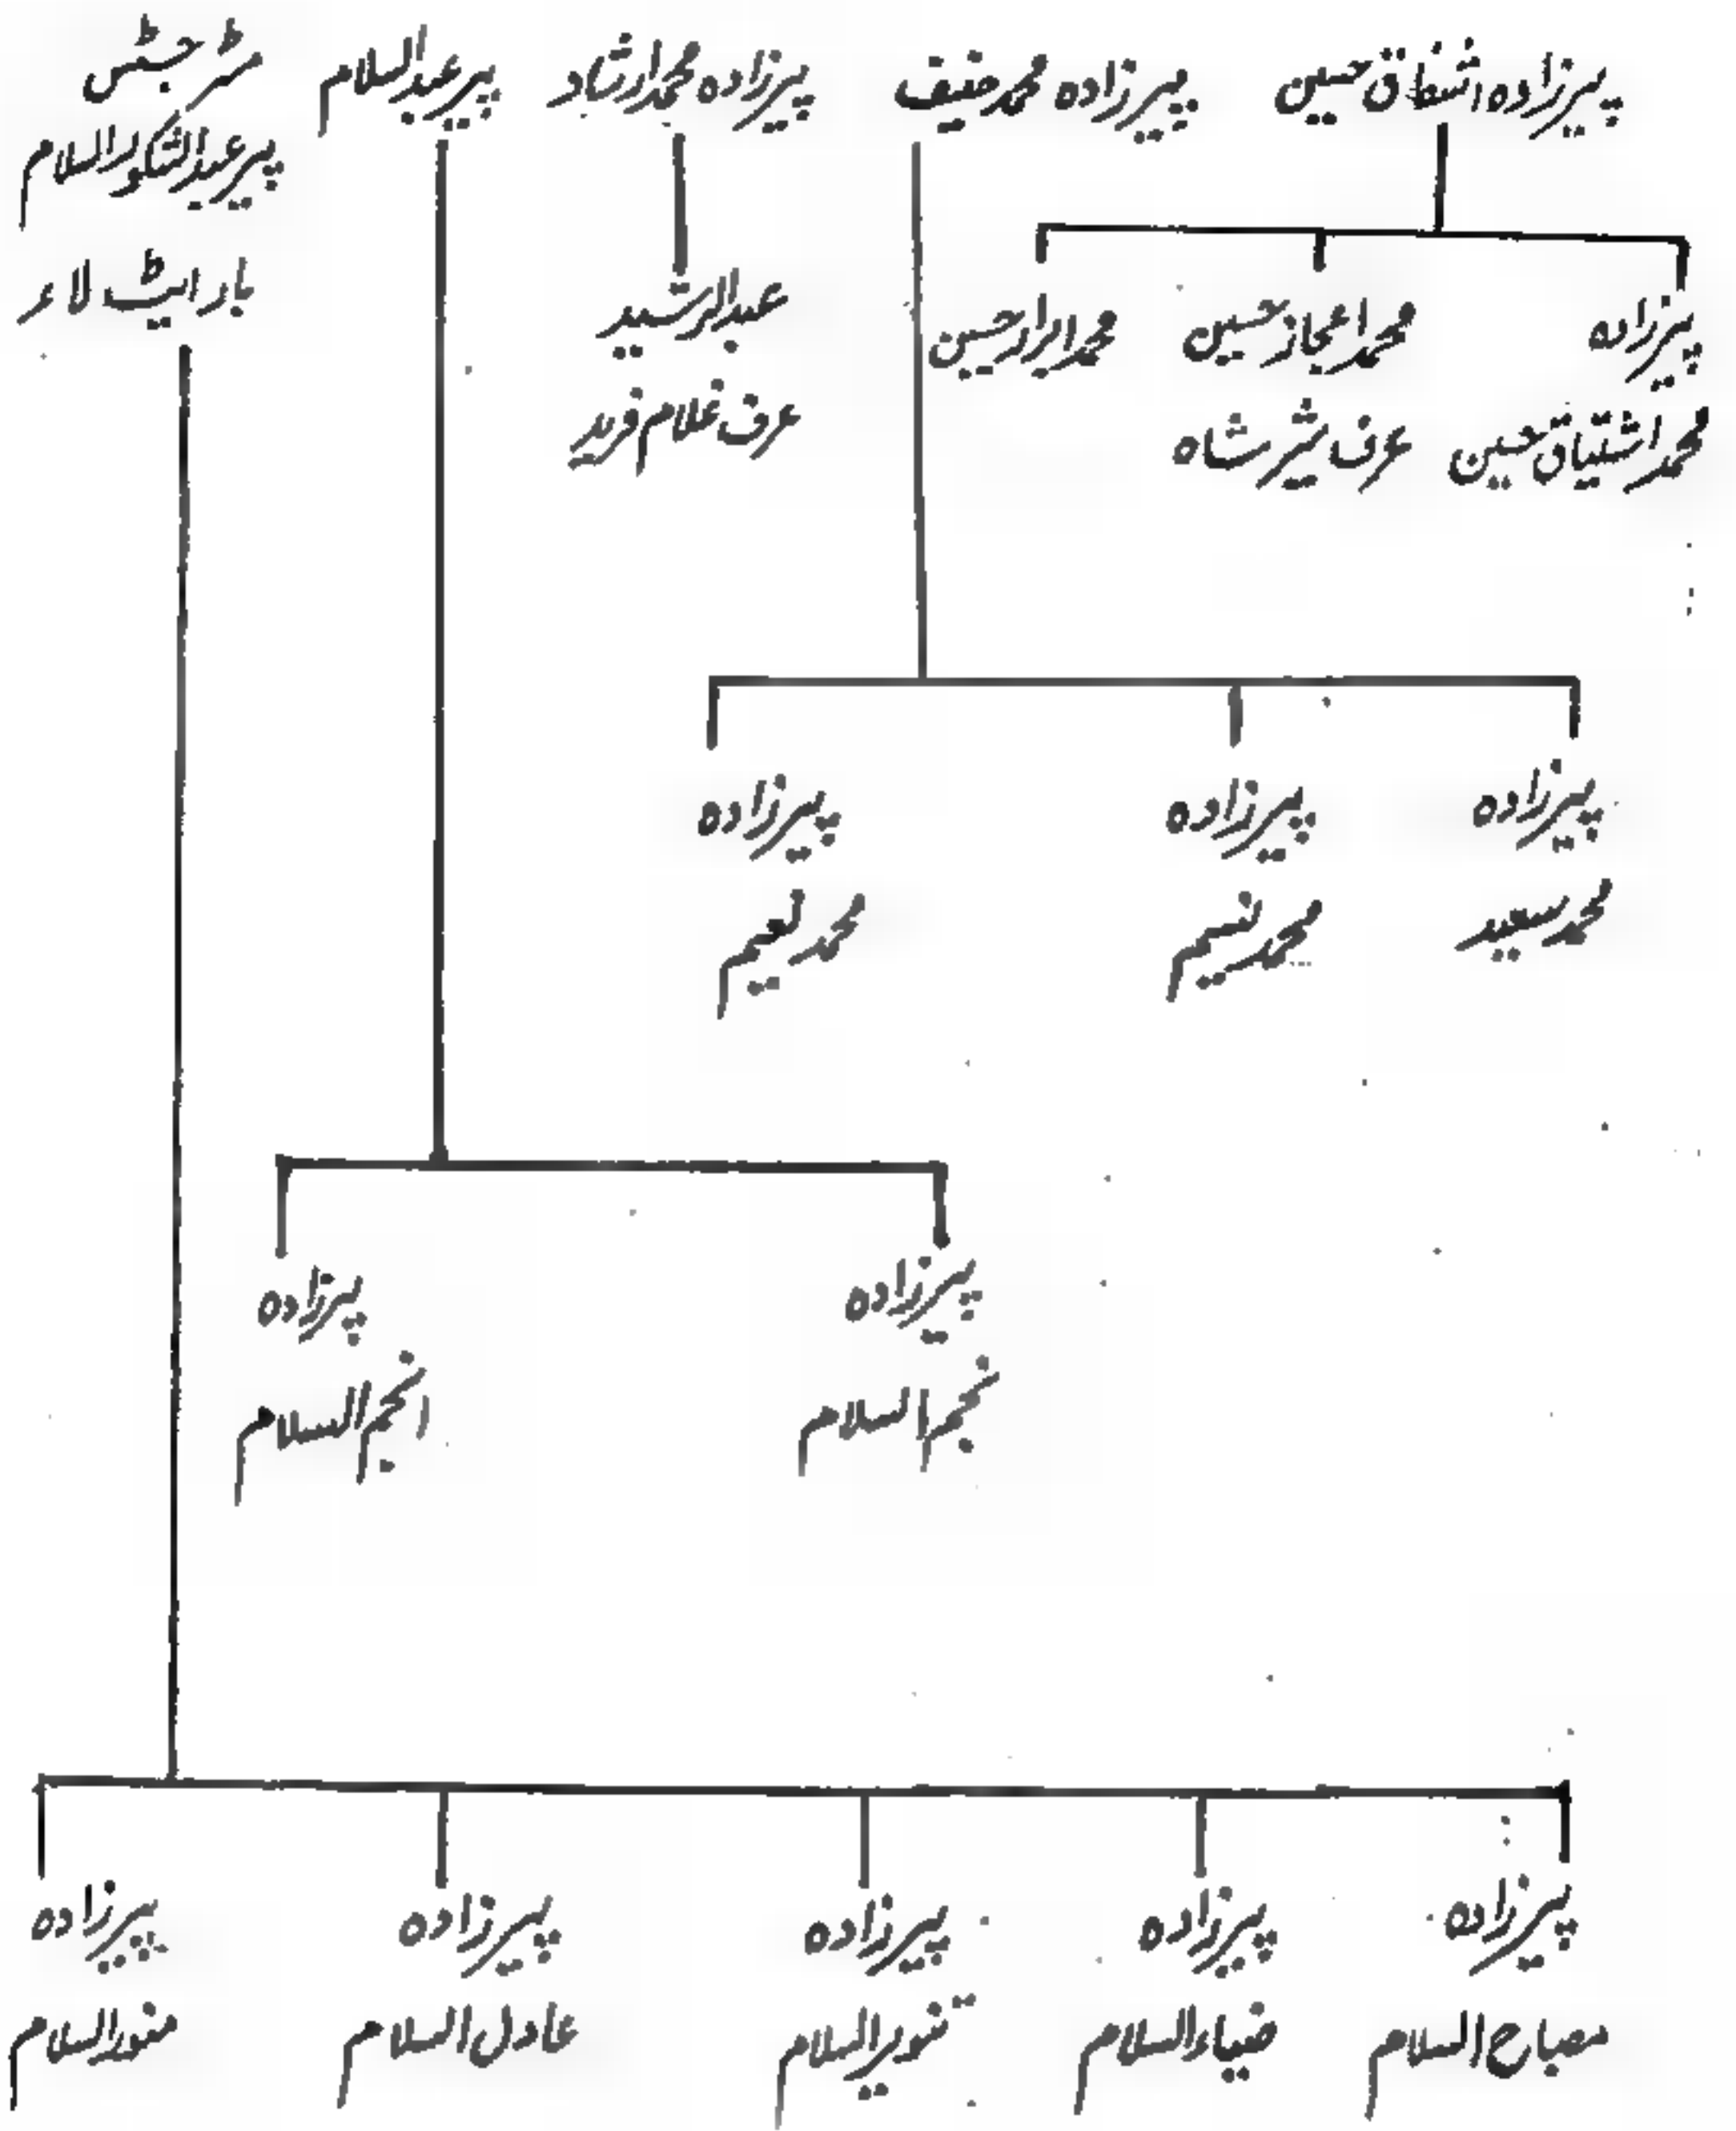 پیرزادہ اشفاق حسین
پیرزادہ محمد حنیف
پیرزادہ محمد ارشاد
پیر عبدالسلام
مسٹر جسٹس
پیر عبدالشکور السلام
بار ایٹ لاء
پیرزادہ
محمد اشتیاق حسین
محمد اعجاز حسین
عرف شیر شاہ
محمد ابرار حسین
عبدالرشید
عرف غلام فرید
پیرزادہ
محمد سعید
پیرزادہ
محمد نسیم
پیرزادہ
محمد نعیم
پیرزادہ
نجم السلام
پیرزادہ
انجم السلام
پیرزادہ
مصباح السلام
پیرزادہ
ضیاء السلام
پیرزادہ
تنویر السلام
پیرزادہ
عادل السلام
پیرزادہ
منور السلام